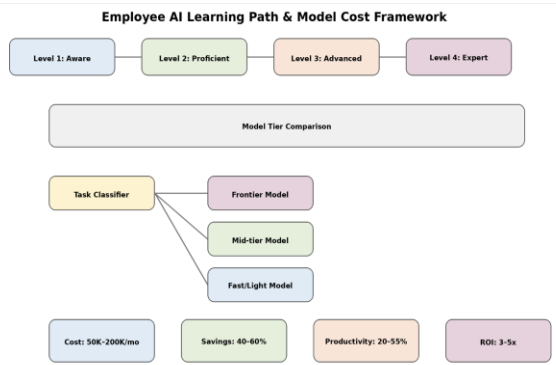 Employee AI Learning Path & Model Cost Framework
Level 1: Aware
Level 2: Proficient
Level 3: Advanced
Level 4: Expert
Model Tier Comparison
Task Classifier
Frontier Model
Mid-tier Model
Fast/Light Model
Cost: 50K-200K/mo
Savings: 40-60%
Productivity: 20-55%
ROI: 3-5x